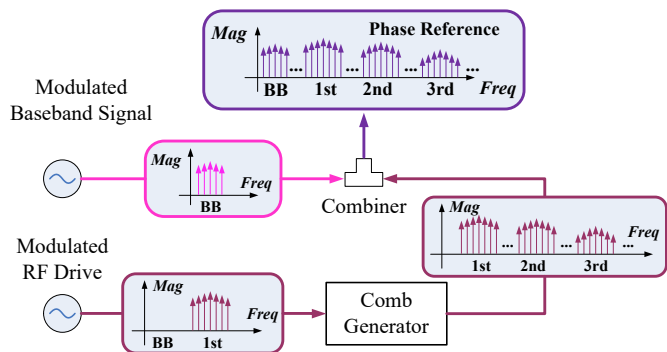 Mag
Phase Reference
... ... ... ...
BB 1st 2nd 3rd Freq
Modulated
Baseband Signal
Mag
Freq
BB
Combiner
Mag
Freq
... ... ...
1st 2nd 3rd
Modulated
RF Drive
Mag
Freq
BB 1st
Comb
Generator